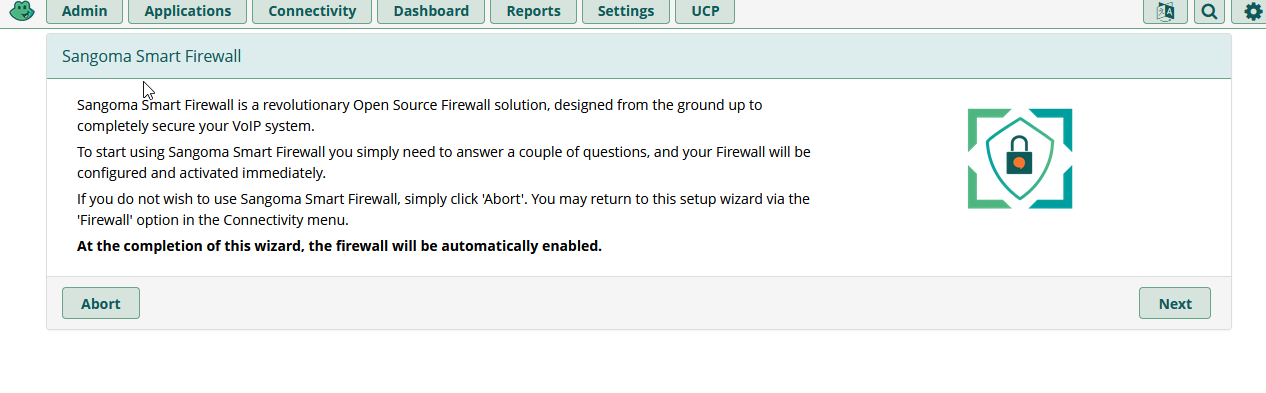 Admin Applications Connectivity Dashboard Reports Settings UCP
Sangoma Smart Firewall
Sangoma Smart Firewall is a revolutionary Open Source Firewall solution, designed from the ground up to
completely secure your VoIP system.
To start using Sangoma Smart Firewall you simply need to answer a couple of questions, and your Firewall will be
configured and activated immediately.
If you do not wish to use Sangoma Smart Firewall, simply click 'Abort'. You may return to this setup wizard via the
'Firewall' option in the Connectivity menu.
At the completion of this wizard, the firewall will be automatically enabled.
Abort Next